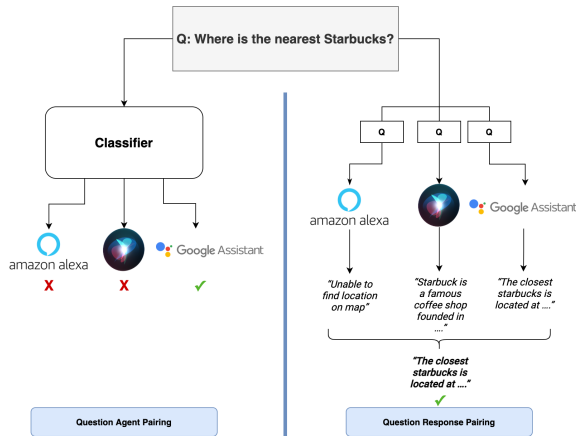 Q: Where is the nearest Starbucks?
Classifier
amazon alexa
X
X
Google Assistant
Question Agent Pairing
Q
Q
Q
amazon alexa
Google Assistant
"Unable to
find location
on map"
"Starbuck is
a famous
coffee shop
founded in
...."
"The closest
starbucks is
located at ...."
"The closest
starbucks is
located at ...."
Question Response Pairing